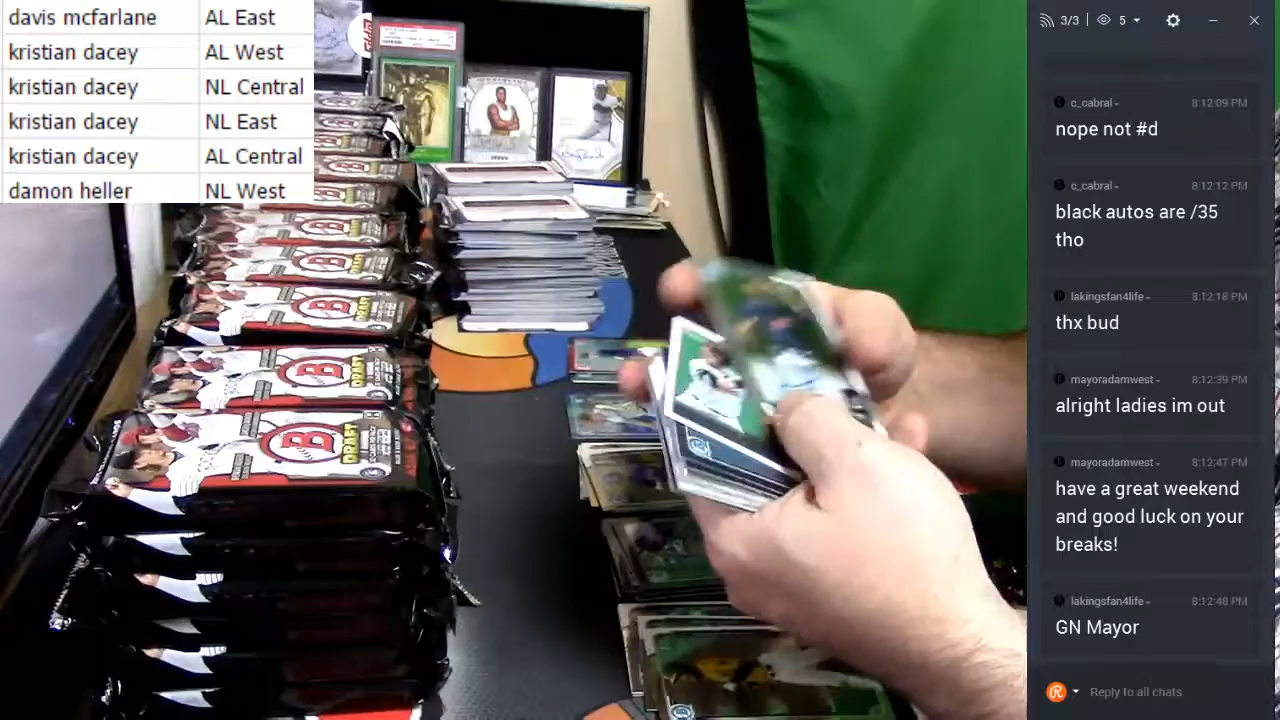 davis mcfarlane AL East
kristian dacey AL West
kristian dacey NL Central
kristian dacey NL East
kristian dacey AL Central
damon heller NL West
B DRAFT
B DRAFT
B DRAFT
3/3 5
c_cabral 8:12:09 PM
nope not #d
c_cabral 8:12:12 PM
black autos are /35
tho
lakingsfan4life 8:12:18 PM
thx bud
mayoradamwest 8:12:39 PM
alright ladies im out
mayoradamwest 8:12:47 PM
have a great weekend
and good luck on your
breaks!
lakingsfan4life 8:12:48 PM
GN Mayor
Reply to all chats